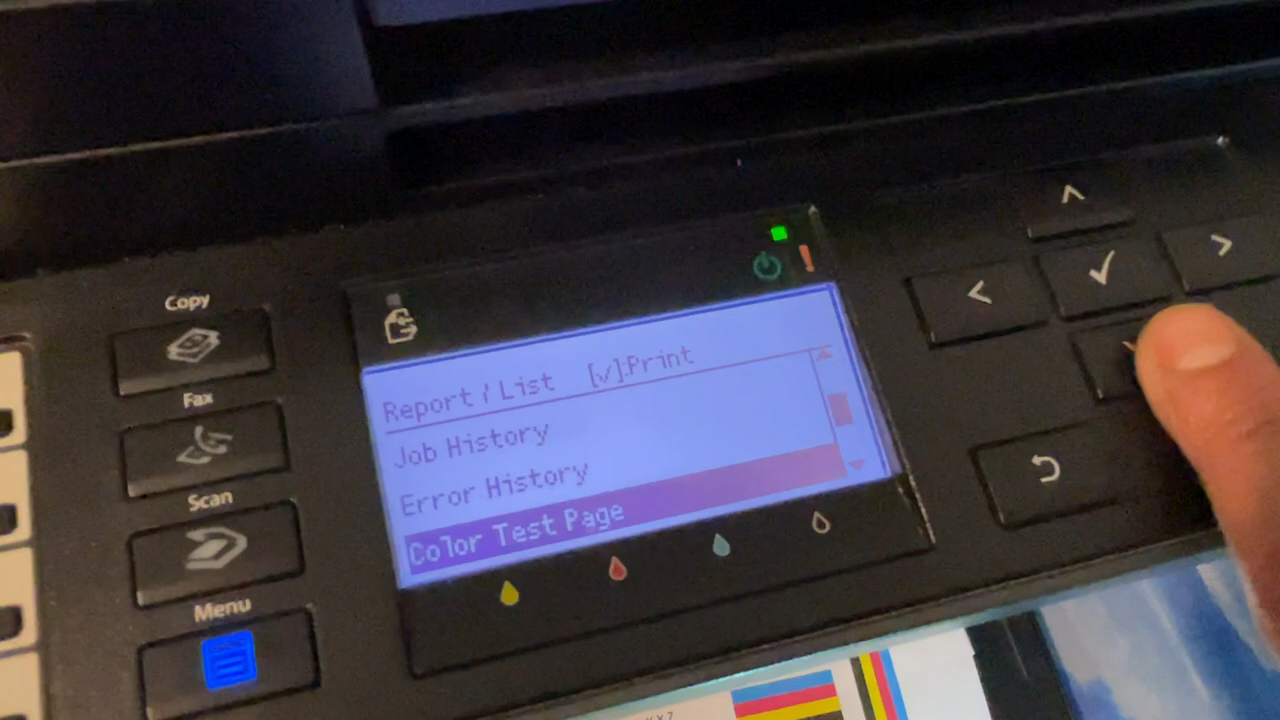 Copy
Fax
Scan
Menu
Report / List [✓]:Print
Job History
Error History
Color Test Page